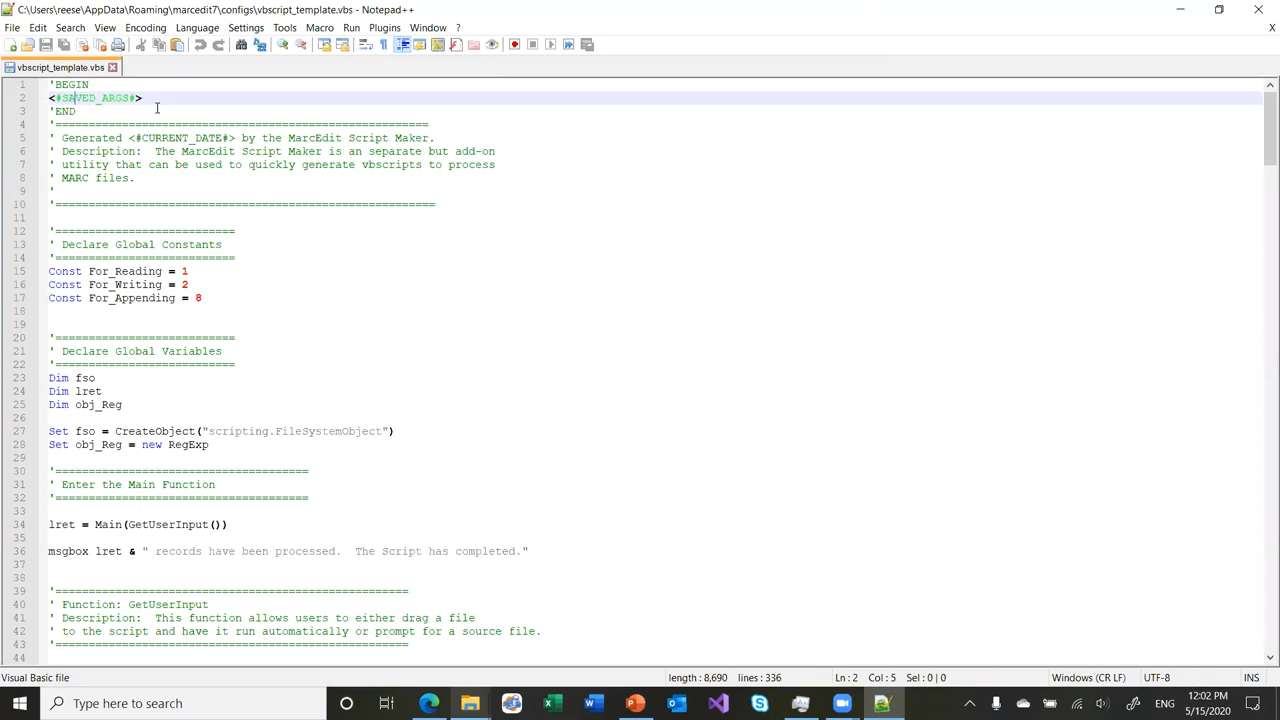 C:\Users\reese\AppData\Roaming\marcedit7\configs\vbscript_template.vbs - Notepad++
File Edit Search View Encoding Language Settings Tools Macro Run Plugins Window ? X
vbscript_template.vbs
1 'BEGIN
2 <#SAVED_ARGS#>
3 'END
4 '========================================================
5 ' Generated <#CURRENT_DATE#> by the MarcEdit Script Maker.
6 ' Description:  The MarcEdit Script Maker is an separate but add-on
7 ' utility that can be used to quickly generate vbscripts to process
8 ' MARC files.
9 '
10 '=========================================================
11
12 '===========================
13 ' Declare Global Constants
14 '===========================
15 Const For_Reading = 1
16 Const For_Writing = 2
17 Const For_Appending = 8
18
19
20 '===========================
21 ' Declare Global Variables
22 '===========================
23 Dim fso
24 Dim lret
25 Dim obj_Reg
26
27 Set fso = CreateObject("scripting.FileSystemObject")
28 Set obj_Reg = new RegExp
29
30 '======================================
31 ' Enter the Main Function
32 '======================================
33
34 lret = Main(GetUserInput())
35
36 msgbox lret & " records have been processed.  The Script has completed."
37
38
39 '=====================================================
40 ' Function: GetUserInput
41 ' Description:  This function allows users to either drag a file
42 ' to the script and have it run automatically or prompt for a source file.
43 '=====================================================
44
Visual Basic file length : 8,690 lines : 336 Ln : 2 Col : 5 Sel : 0 | 0 Windows (CR LF) UTF-8 INS
Type here to search ENG 12:02 PM
5/15/2020